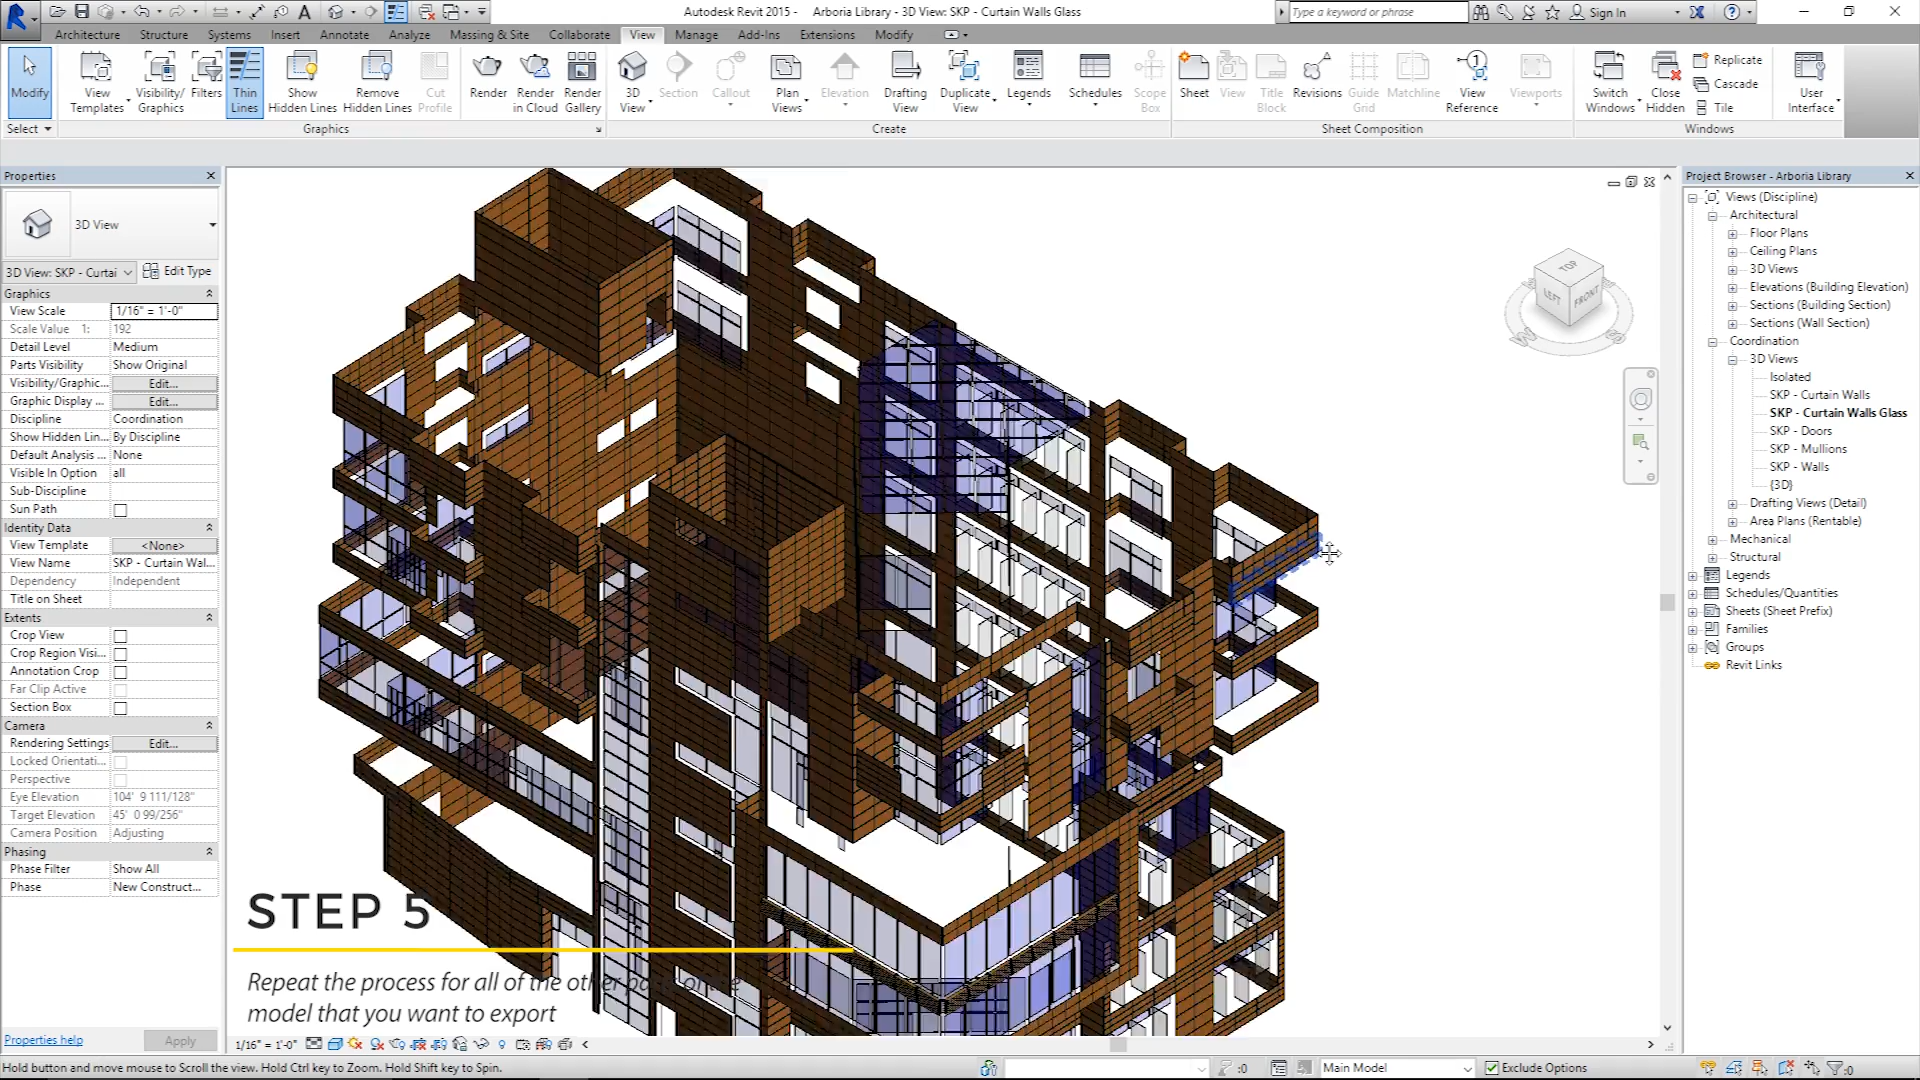 Autodesk Revit 2015 - Arboria Library - 3D View: SKP - Curtain Walls Glass
Type a keyword or phrase
Sign In
Architecture Structure Systems Insert Annotate Analyze Massing & Site Collaborate View Manage Add-Ins Extensions Modify
Modify
View Templates
Visibility/ Graphics
Filters
Thin Lines
Show Hidden Lines
Remove Hidden Lines
Cut Profile
Render
Render in Cloud
Render Gallery
3D View
Section
Callout
Plan Views
Elevation
Drafting View
Duplicate View
Legends
Schedules
Scope Box
Sheet
View
Title Block
Revisions
Guide Grid
Matchline
View Reference
Viewports
Switch Windows
Close Hidden
Replicate
Cascade
Tile
User Interface
Select
Graphics
Create
Sheet Composition
Windows
Properties
3D View
3D View: SKP - Curtai
Edit Type
Graphics
View Scale 1/16" = 1'-0"
Scale Value 1: 192
Detail Level Medium
Parts Visibility Show Original
Visibility/Graphic... Edit...
Graphic Display ... Edit...
Discipline Coordination
Show Hidden Lin... By Discipline
Default Analysis ... None
Visible In Option all
Sub-Discipline
Sun Path
Identity Data
View Template <None>
View Name SKP - Curtain Wal...
Dependency Independent
Title on Sheet
Extents
Crop View
Crop Region Visi...
Annotation Crop
Far Clip Active
Section Box
Camera
Rendering Settings Edit...
Locked Orientati...
Perspective
Eye Elevation 104' 9 111/128"
Target Elevation 45' 0 99/256"
Camera Position Adjusting
Phasing
Phase Filter Show All
Phase New Construct...
Properties help
Apply
TOP
LEFT
FRONT
W
S
STEP 5
Repeat the process for all of the other parts of the
model that you want to export
1/16" = 1'-0"
Project Browser - Arboria Library
Views (Discipline)
Architectural
Floor Plans
Ceiling Plans
3D Views
Elevations (Building Elevation)
Sections (Building Section)
Sections (Wall Section)
Coordination
3D Views
Isolated
SKP - Curtain Walls
SKP - Curtain Walls Glass
SKP - Doors
SKP - Mullions
SKP - Walls
{3D}
Drafting Views (Detail)
Area Plans (Rentable)
Mechanical
Structural
Legends
Schedules/Quantities
Sheets (Sheet Prefix)
Families
Groups
Revit Links
Hold button and move mouse to Scroll the view. Hold Ctrl key to Zoom. Hold Shift key to Spin.
:0
Main Model
Exclude Options
:0